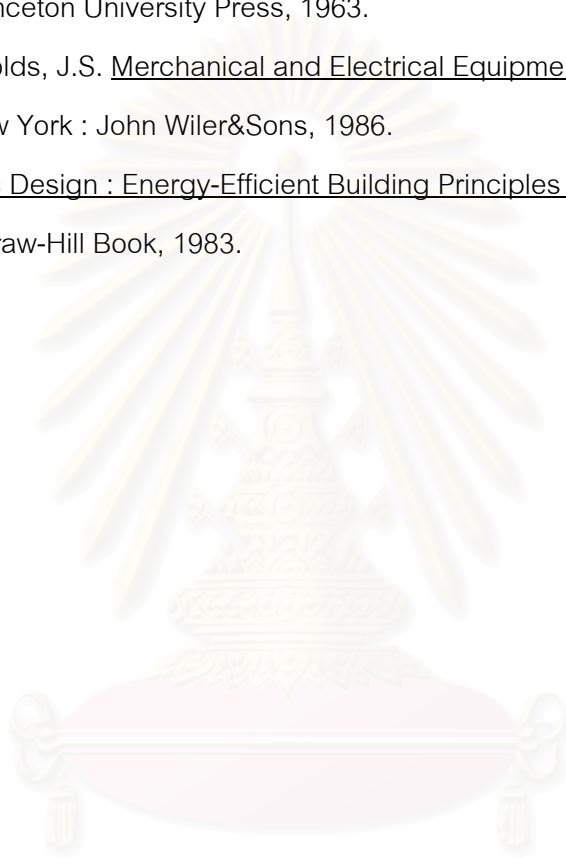 nceton University Press, 1963.
olds, J.S. Merchanical and Electrical Equipme
w York : John Wiler&Sons, 1986.
c Design : Energy-Efficient Building Principles
raw-Hill Book, 1983.